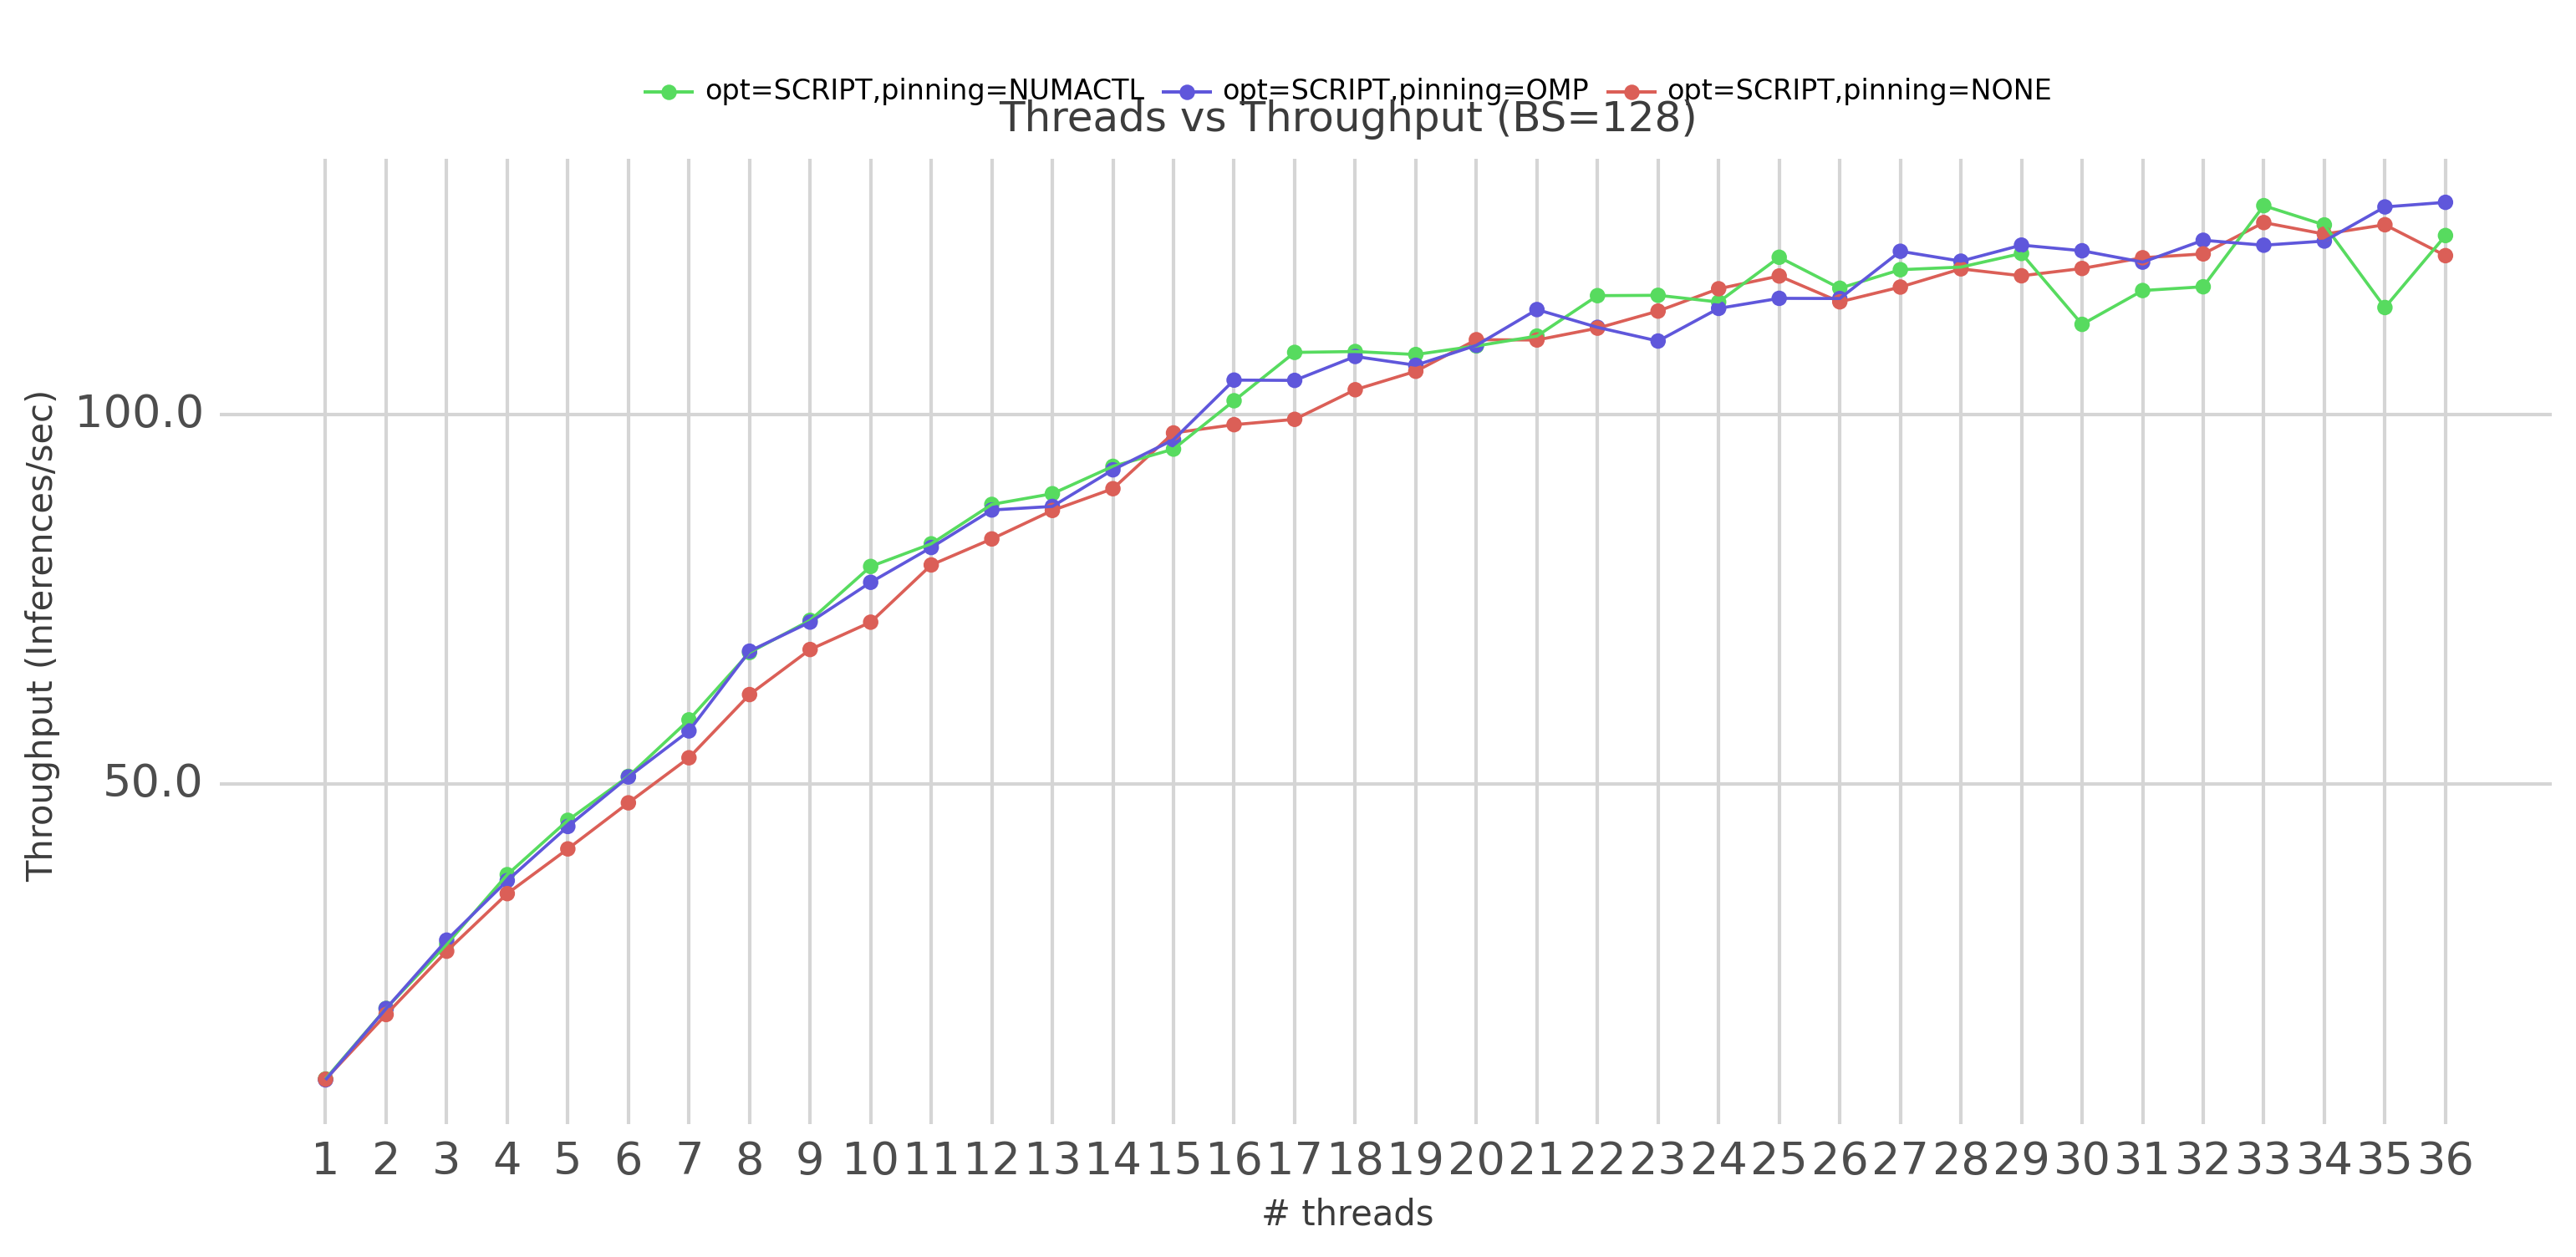 opt=SCRIPT,pinning=NUMACTL opt=SCRIPT,pinning=OMP opt=SCRIPT,pinning=NONE
Threads vs Throughput (BS=128)
Throughput (Inferences/sec)
100.0
50.0
1 2 3 4 5 6 7 8 9 10 11 12 13 14 15 16 17 18 19 20 21 22 23 24 25 26 27 28 29 30 31 32 33 34 35 36
# threads